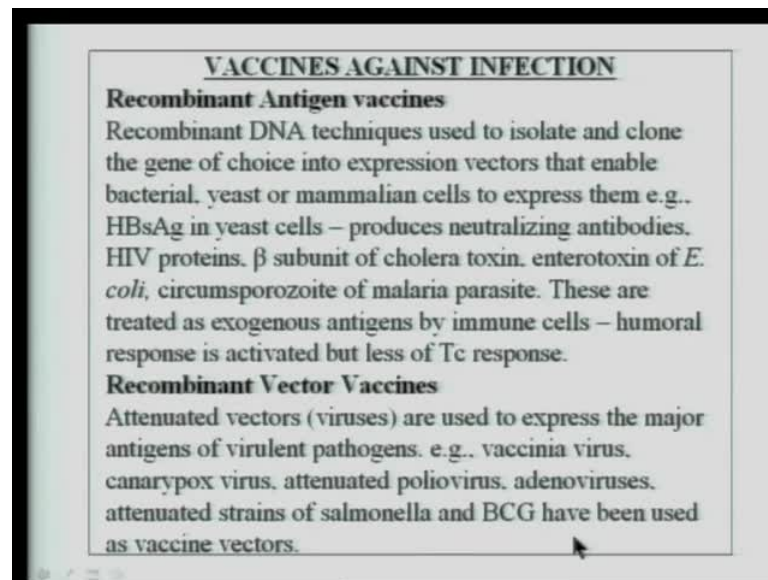 VACCINES AGAINST INFECTION
Recombinant Antigen vaccines
Recombinant DNA techniques used to isolate and clone
the gene of choice into expression vectors that enable
bacterial, yeast or mammalian cells to express them e.g.,
HBsAg in yeast cells – produces neutralizing antibodies,
HIV proteins, β subunit of cholera toxin, enterotoxin of E.
coli, circumsporozoite of malaria parasite. These are
treated as exogenous antigens by immune cells – humoral
response is activated but less of Tc response.
Recombinant Vector Vaccines
Attenuated vectors (viruses) are used to express the major
antigens of virulent pathogens. e.g., vaccinia virus,
canarypox virus, attenuated poliovirus, adenoviruses,
attenuated strains of salmonella and BCG have been used
as vaccine vectors.